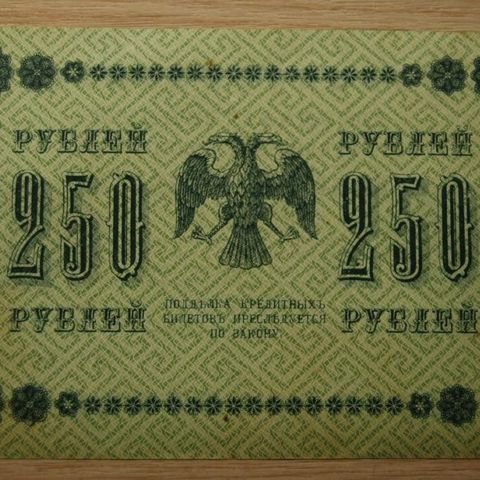 РУБЛЕЙ РУБЛЕЙ
250 250
ПОДДѢЛКА КРЕДИТНЫХЪ
БИЛЕТОВЪ ПРЕСЛѢДУЕТСЯ
ПО ЗАКОНУ
РУБЛЕЙ РУБЛЕЙ